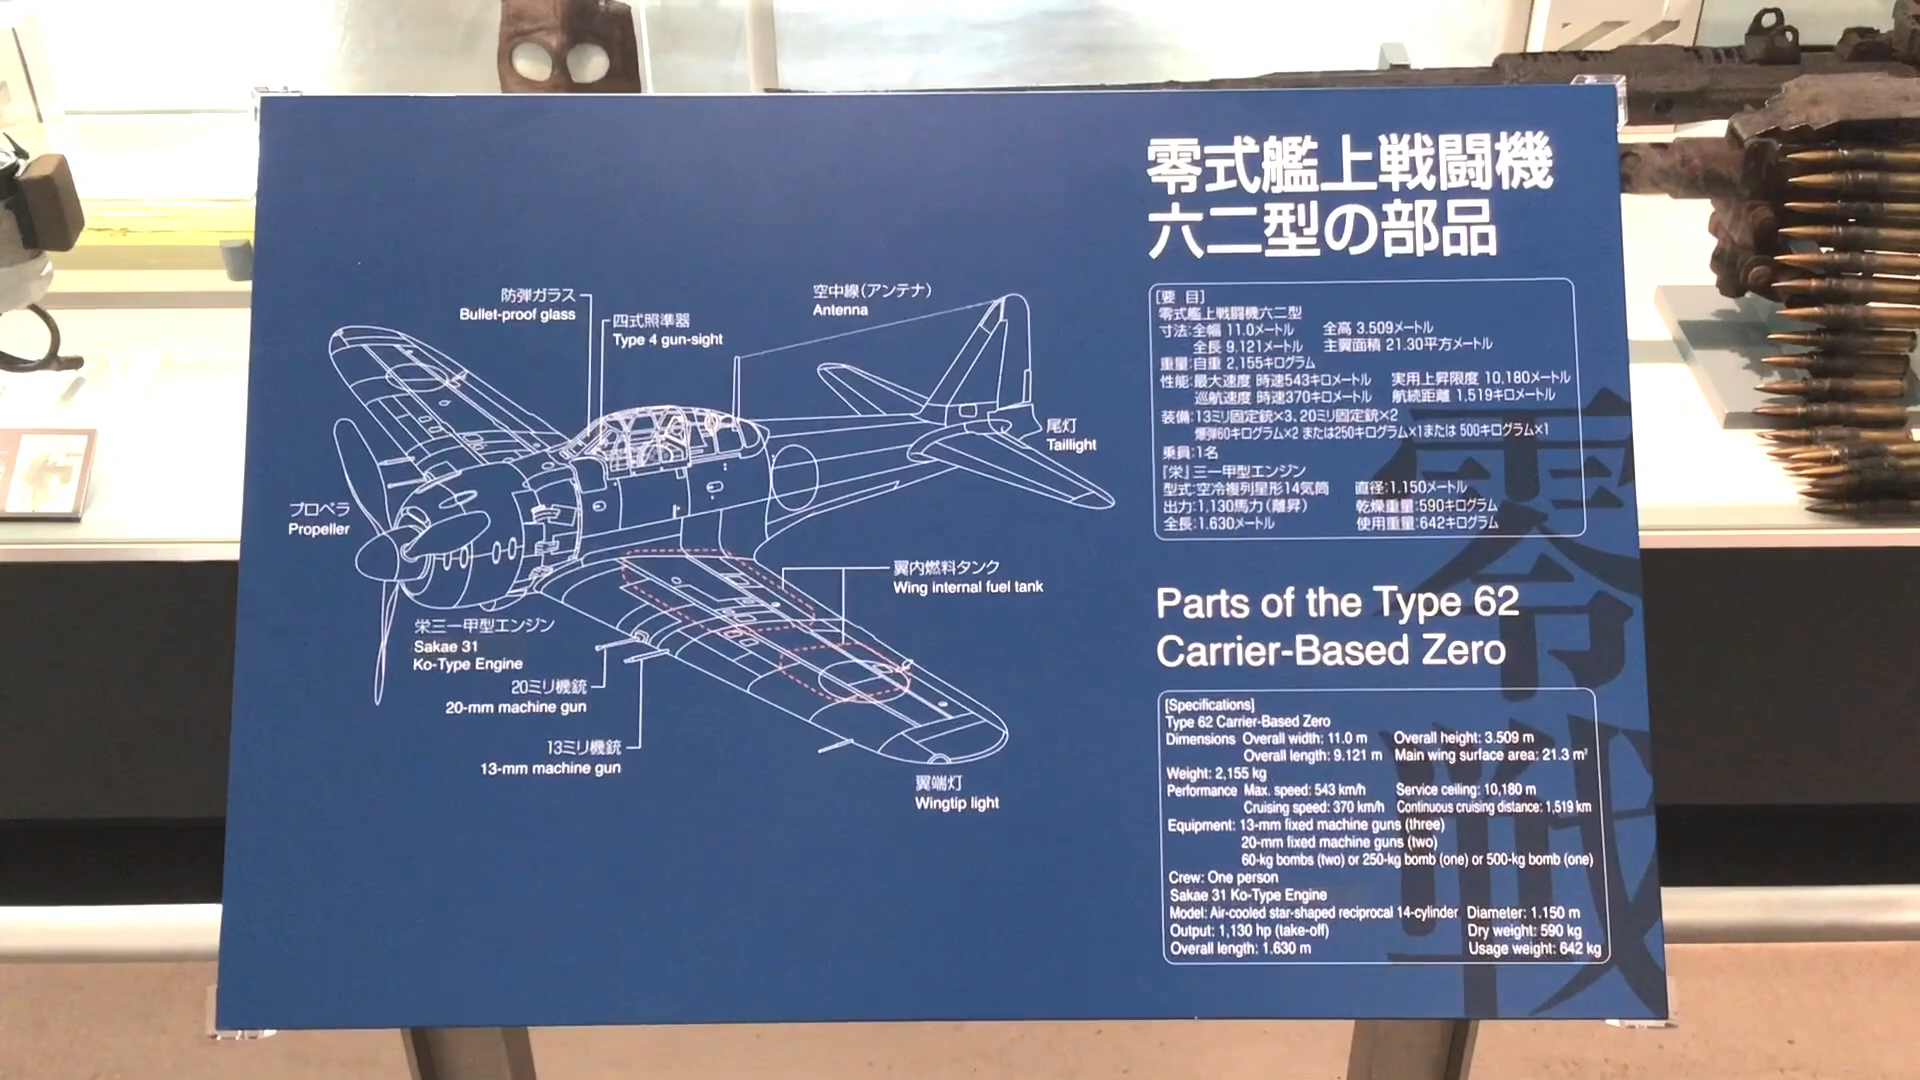 零式艦上戦闘機
六二型の部品
防弾ガラス
Bullet-proof glass
四式照準器
Type 4 gun-sight
空中線(アンテナ)
Antenna
尾灯
Taillight
プロペラ
Propeller
翼内燃料タンク
Wing internal fuel tank
栄三一甲型エンジン
Sakae 31
Ko-Type Engine
20ミリ機銃
20-mm machine gun
13ミリ機銃
13-mm machine gun
翼端灯
Wingtip light
[要 目]
零式艦上戦闘機六二型
寸法:全幅 11.0メートル 全高 3.509メートル
全長 9.121メートル 主翼面積 21.30平方メートル
重量:自重 2,155キログラム
性能:最大速度 時速543キロメートル 実用上昇限度 10,180メートル
巡航速度 時速370キロメートル 航続距離 1,519キロメートル
装備:13ミリ固定銃×3、20ミリ固定銃×2
爆弾60キログラム×2 または250キログラム×1または 500キログラム×1
乗員:1名
『栄』三一甲型エンジン
型式:空冷複列星形14気筒 直径:1.150メートル
出力:1,130馬力(離昇) 乾燥重量:590キログラム
全長:1.630メートル 使用重量:642キログラム
Parts of the Type 62
Carrier-Based Zero
[Specifications]
Type 62 Carrier-Based Zero
Dimensions Overall width: 11.0 m Overall height: 3.509 m
Overall length: 9.121 m Main wing surface area: 21.3 m²
Weight: 2,155 kg
Performance Max. speed: 543 km/h Service ceiling: 10,180 m
Cruising speed: 370 km/h Continuous cruising distance: 1,519 km
Equipment: 13-mm fixed machine guns (three)
20-mm fixed machine guns (two)
60-kg bombs (two) or 250-kg bomb (one) or 500-kg bomb (one)
Crew: One person
Sakae 31 Ko-Type Engine
Model: Air-cooled star-shaped reciprocal 14-cylinder Diameter: 1.150 m
Output: 1,130 hp (take-off) Dry weight: 590 kg
Overall length: 1.630 m Usage weight: 642 kg
零戦